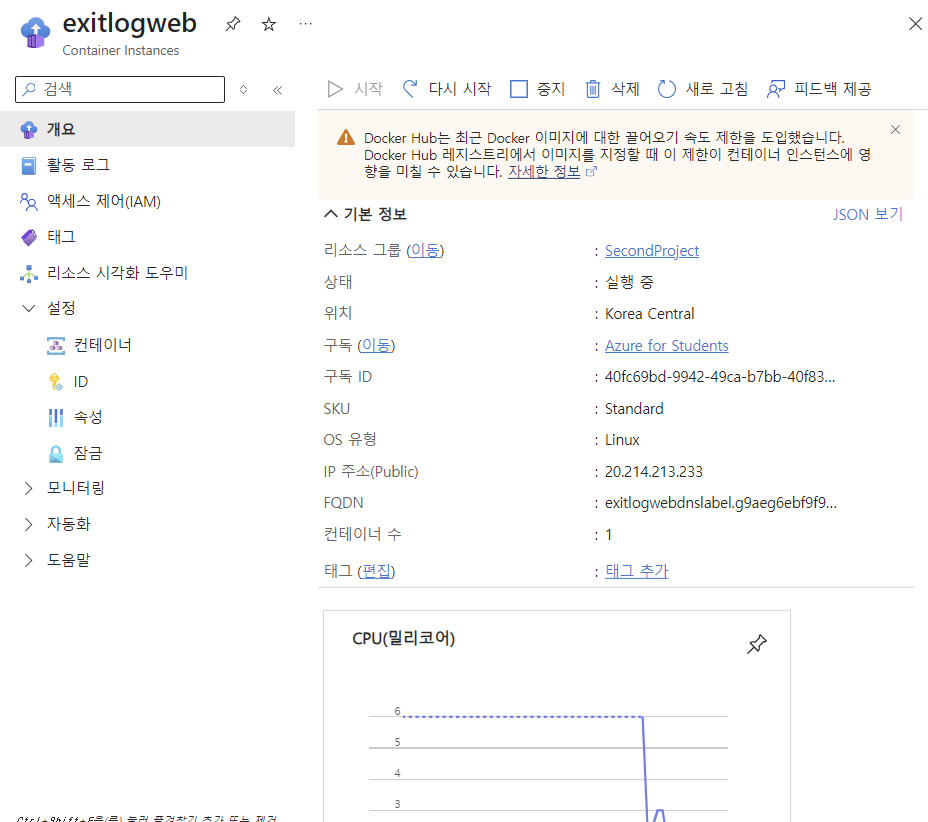 exitlogweb
Container Instances
검색
개요
활동 로그
액세스 제어(IAM)
태그
리소스 시각화 도우미
설정
컨테이너
ID
속성
잠금
모니터링
자동화
도움말
시작 다시 시작 중지 삭제 새로 고침 피드백 제공
Docker Hub는 최근 Docker 이미지에 대한 끌어오기 속도 제한을 도입했습니다.
Docker Hub 레지스트리에서 이미지를 지정할 때 이 제한이 컨테이너 인스턴스에 영
향을 미칠 수 있습니다. 자세한 정보
기본 정보 JSON 보기
리소스 그룹 (이동) : SecondProject
상태 : 실행 중
위치 : Korea Central
구독 (이동) : Azure for Students
구독 ID : 40fc69bd-9942-49ca-b7bb-40f83...
SKU : Standard
OS 유형 : Linux
IP 주소(Public) : 20.214.213.233
FQDN : exitlogwebdnslabel.g9aeg6ebf9f9...
컨테이너 수 : 1
태그 (편집) : 태그 추가
CPU(밀리코어)
6
5
4
3